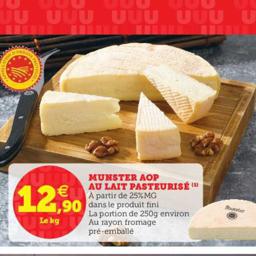 MUNSTER AOP
AU LAIT PASTEURISÉ (1)
A partir de 25%MG
dans le produit fini
La portion de 250g environ
Au rayon fromage
pré-emballé
12€,90
Le kg